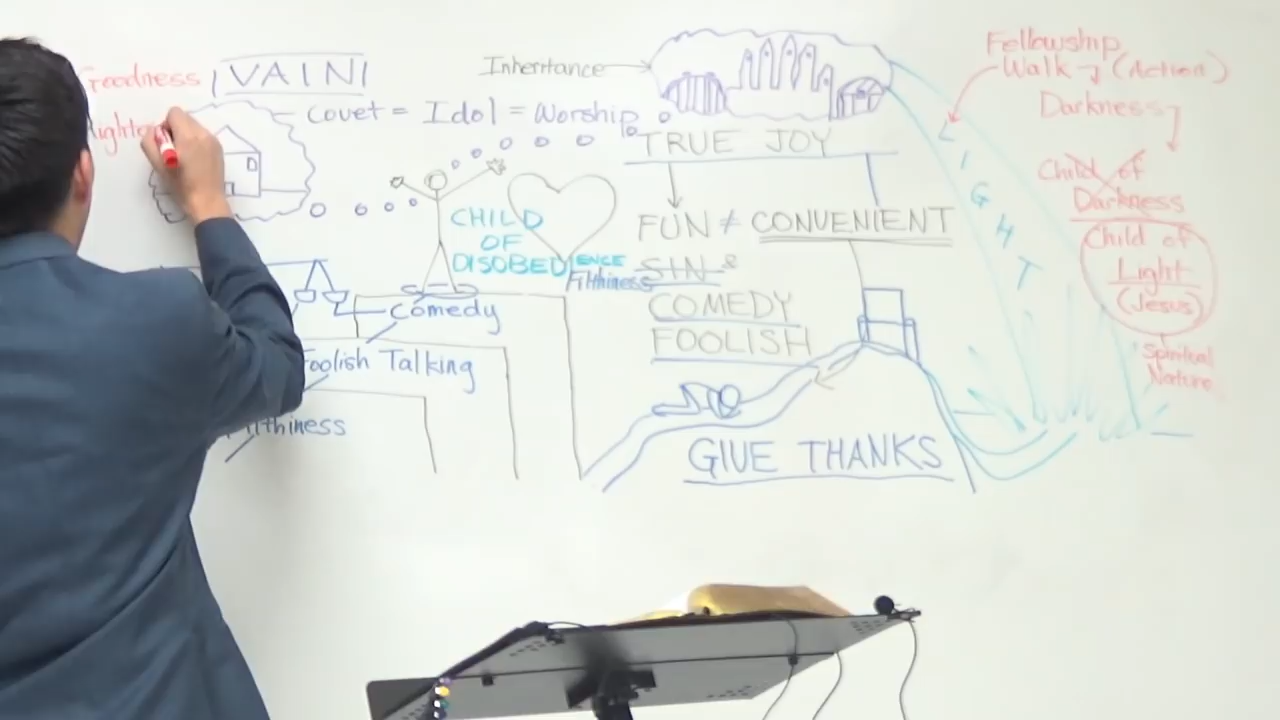 Goodness
VAIN
Covet = Idol = Worship
Inheritance
TRUE JOY
FUN ≠ CONVENIENT
SIN &
COMEDY
FOOLISH
GIVE THANKS
CHILD
OF
DISOBEDIENCE
Filthiness
Comedy
Foolish Talking
Filthiness
LIGHT
Fellowship
Walk → (Action)
Darkness
Child of
Darkness
Child of
Light
(Jesus)
Spiritual
Nature